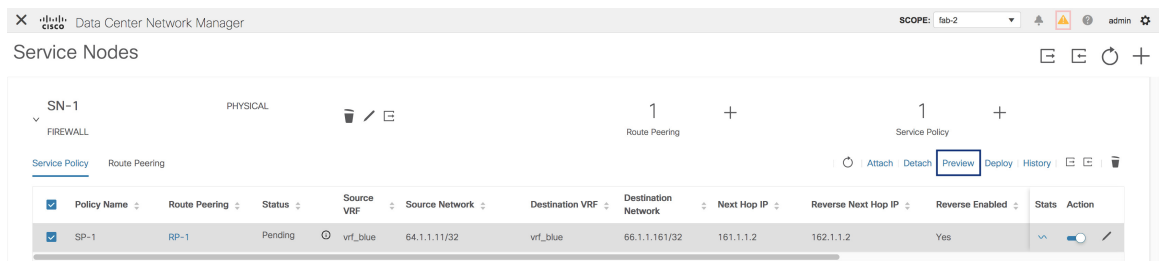 cisco Data Center Network Manager SCOPE: fab-2 admin
Service Nodes
SN-1 PHYSICAL 1 1
FIREWALL Route Peering Service Policy
Service Policy Route Peering Attach Detach Preview Deploy History
Policy Name Route Peering Status Source VRF Source Network Destination VRF Destination Network Next Hop IP Reverse Next Hop IP Reverse Enabled Stats Action
SP-1 RP-1 Pending vrf_blue 64.1.1.11/32 vrf_blue 66.1.1.161/32 161.1.1.2 162.1.1.2 Yes